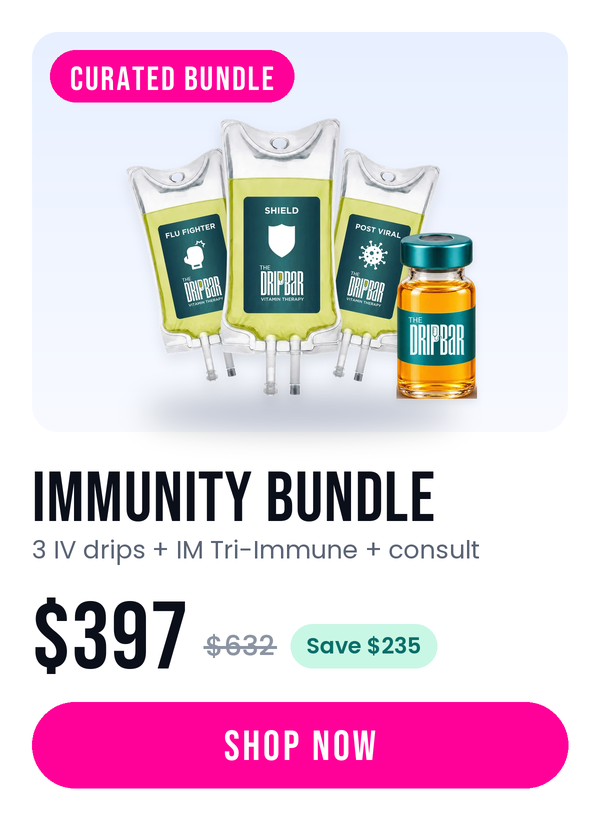 CURATED BUNDLE
FLU FIGHTER
THE
DRIPBAR
VITAMIN THERAPY
SHIELD
THE
DRIPBAR
VITAMIN THERAPY
POST VIRAL
THE
DRIPBAR
VITAMIN THERAPY
THE
DRIPBAR
IMMUNITY BUNDLE
3 IV drips + IM Tri-Immune + consult
$397 $632 Save $235
SHOP NOW